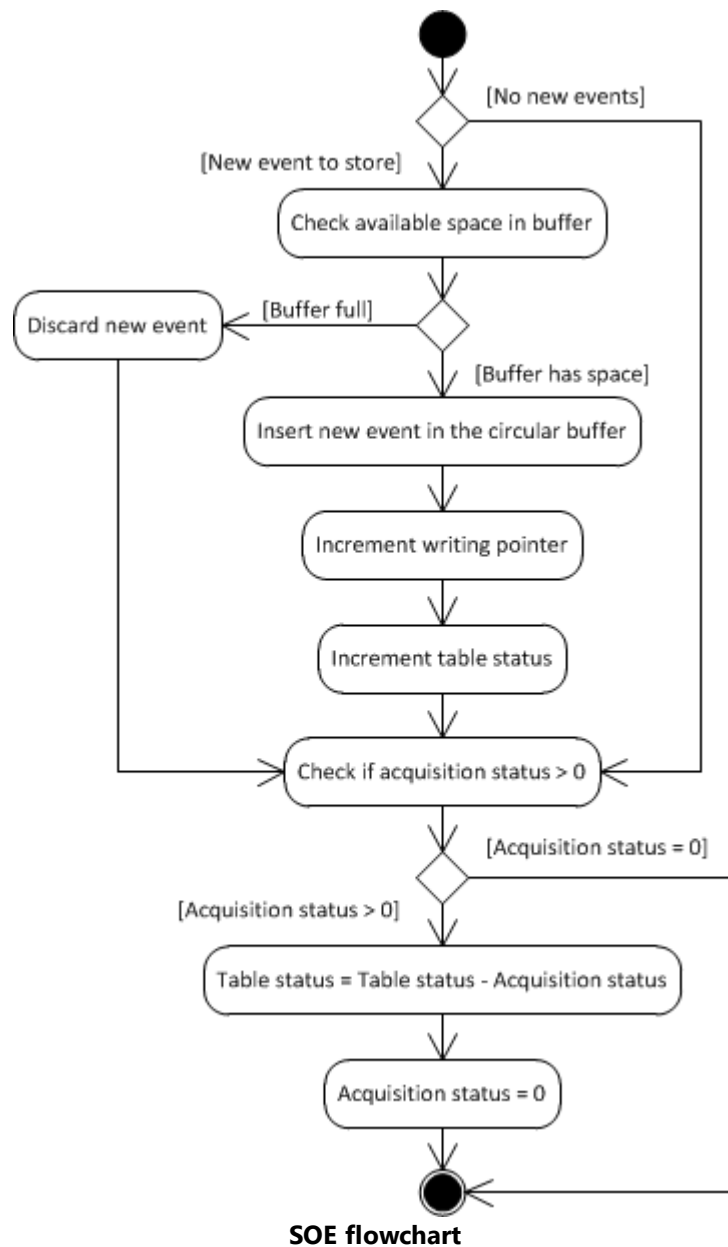 [No new events]
[New event to store]
Check available space in buffer
Discard new event
[Buffer full]
[Buffer has space]
Insert new event in the circular buffer
Increment writing pointer
Increment table status
Check if acquisition status > 0
[Acquisition status = 0]
[Acquisition status > 0]
Table status = Table status - Acquisition status
Acquisition status = 0
SOE flowchart